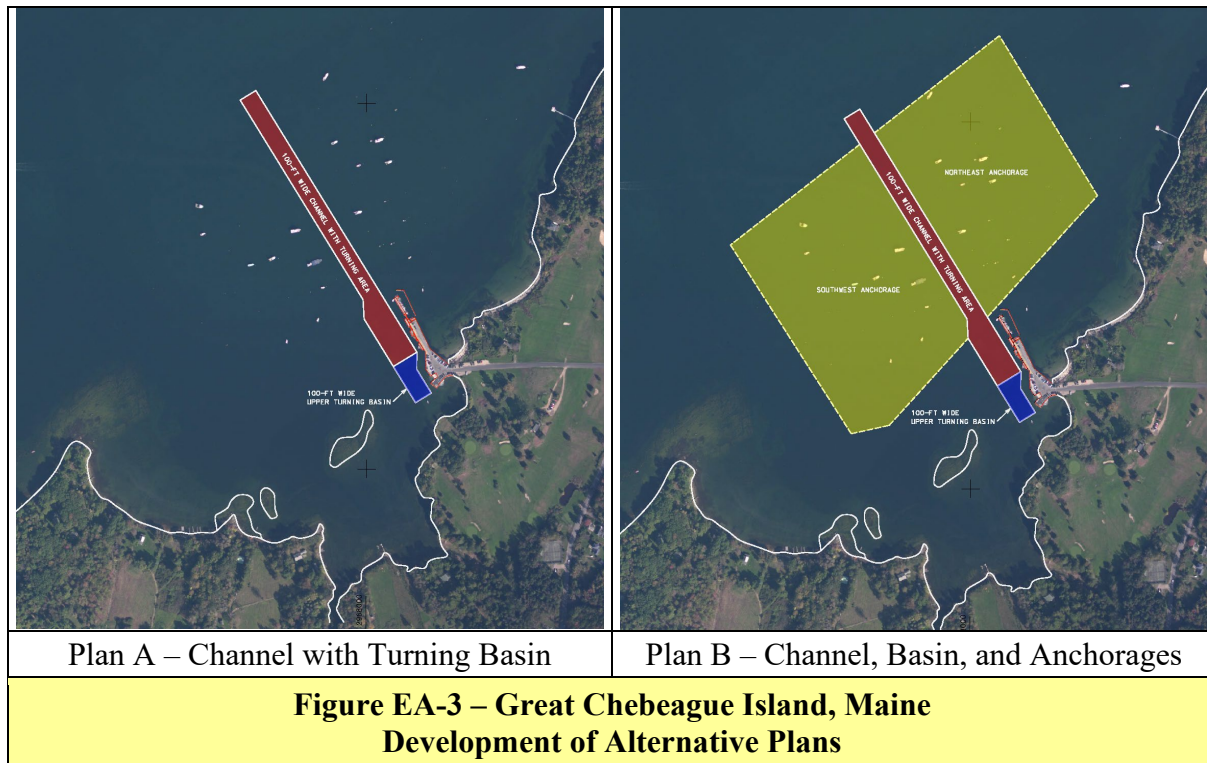 100-FT WIDE CHANNEL WITH TURNING AREA
100-FT WIDE
UPPER TURNING BASIN
NORTHEAST ANCHORAGE
100-FT WIDE CHANNEL WITH TURNING AREA
SOUTHWEST ANCHORAGE
100-FT WIDE
UPPER TURNING BASIN
Plan A – Channel with Turning Basin
Plan B – Channel, Basin, and Anchorages
Figure EA-3 – Great Chebeague Island, Maine
Development of Alternative Plans